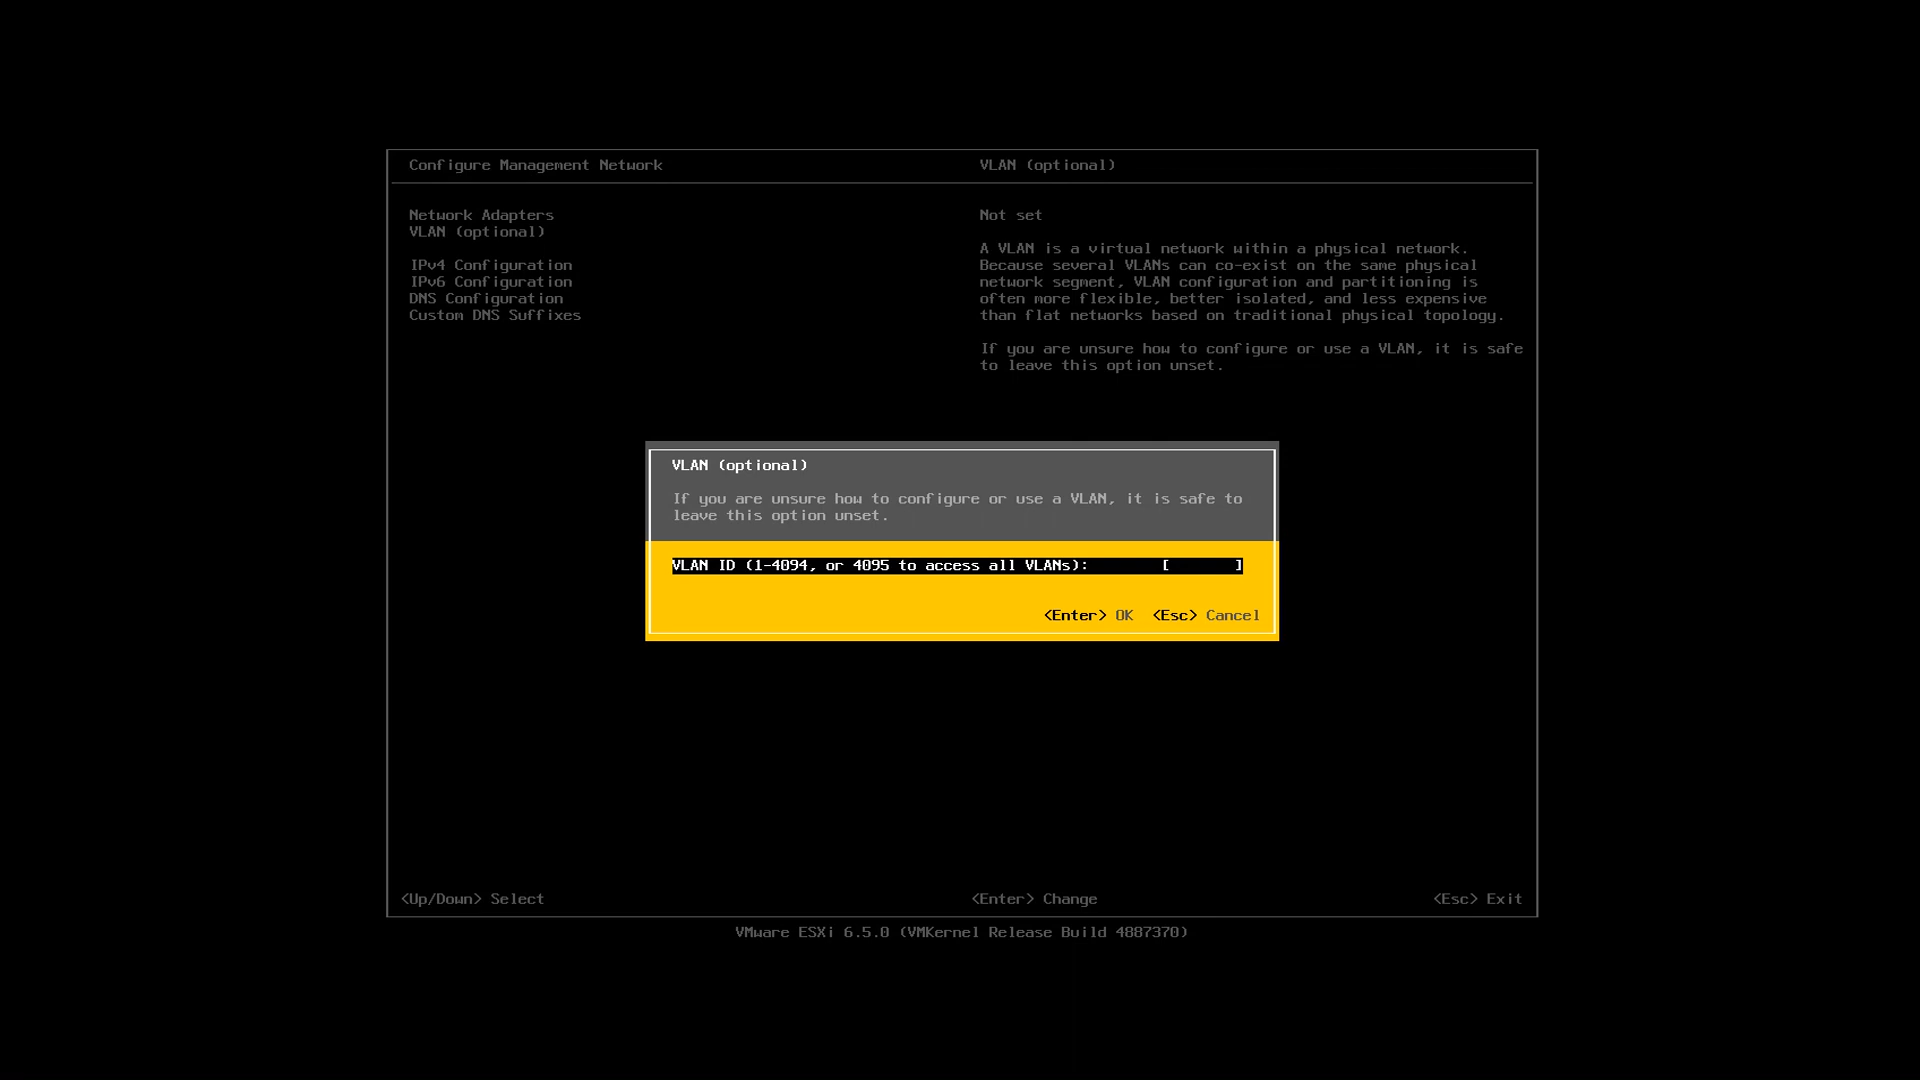 Configure Management Network
VLAN (optional)
Network Adapters
VLAN (optional)
IPv4 Configuration
IPv6 Configuration
DNS Configuration
Custom DNS Suffixes
Not set
A VLAN is a virtual network within a physical network.
Because several VLANs can co-exist on the same physical
network segment, VLAN configuration and partitioning is
often more flexible, better isolated, and less expensive
than flat networks based on traditional physical topology.
If you are unsure how to configure or use a VLAN, it is safe
to leave this option unset.
VLAN (optional)
If you are unsure how to configure or use a VLAN, it is safe to
leave this option unset.
VLAN ID (1-4094, or 4095 to access all VLANs): [ ]
<Enter> OK <Esc> Cancel
<Up/Down> Select
<Enter> Change
<Esc> Exit
VMware ESXi 6.5.0 (VMKernel Release Build 4887370)